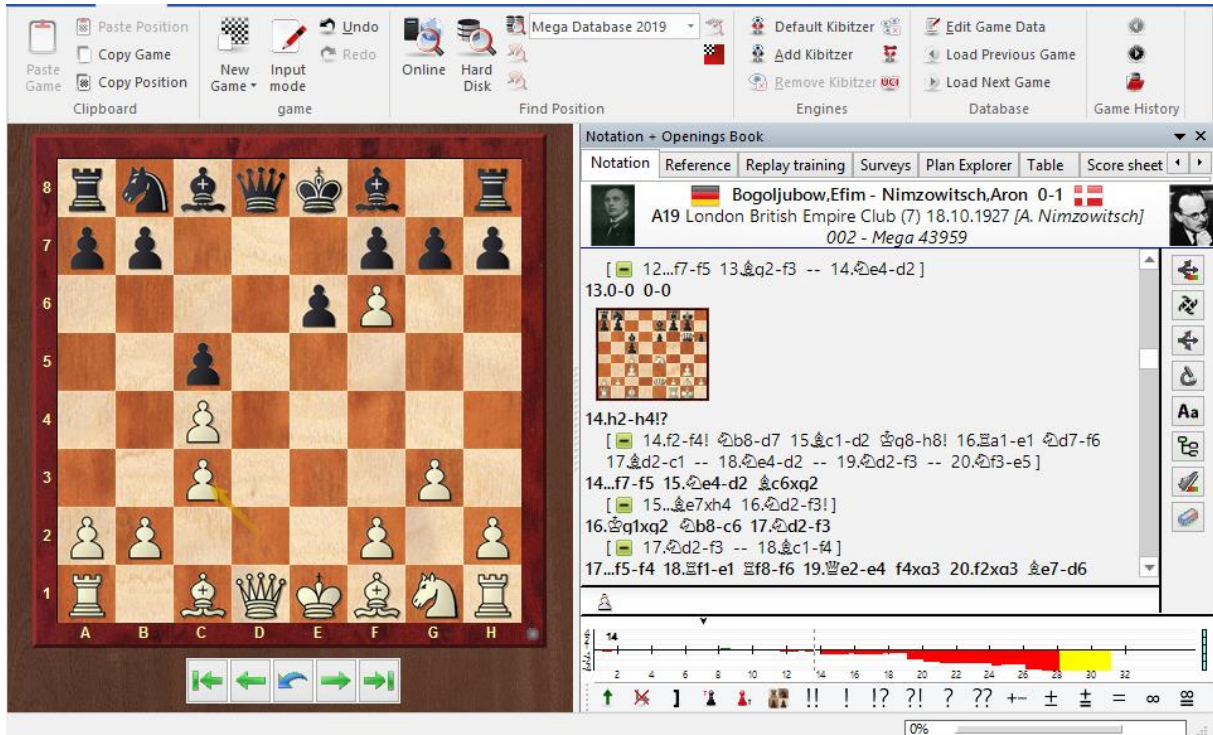 Paste Position
Copy Game
Copy Position
Paste Game
Clipboard
New Game
Input mode
Undo
Redo
game
Online
Hard Disk
Mega Database 2019
Find Position
Default Kibitzer
Add Kibitzer
Remove Kibitzer
UCI
Engines
Edit Game Data
Load Previous Game
Load Next Game
Database
Game History
8
7
6
5
4
3
2
1
A B C D E F G H
Notation + Openings Book
Notation Reference Replay training Surveys Plan Explorer Table Score sheet
Bogoljubow,Efim - Nimzowitsch,Aron 0-1
A19 London British Empire Club (7) 18.10.1927 [A. Nimzowitsch]
002 - Mega 43959
[ 12...f7-f5 13.♗g2-f3 -- 14.♘e4-d2 ]
13.0-0 0-0
14.h2-h4!?
[ 14.f2-f4! ♘b8-d7 15.♗c1-d2 ♔g8-h8! 16.♖a1-e1 ♘d7-f6
17.♗d2-c1 -- 18.♘e4-d2 -- 19.♘d2-f3 -- 20.♘f3-e5 ]
14...f7-f5 15.♘e4-d2 ♗c6xg2
[ 15...♗e7xh4 16.♘d2-f3! ]
16.♔g1xg2 ♘b8-c6 17.♘d2-f3
[ 17.♘d2-f3 -- 18.♗c1-f4 ]
17...f5-f4 18.♖f1-e1 ♖f8-f6 19.♕e2-e4 f4xg3 20.f2xg3 ♗e7-d6
Aa
14
2 4 6 8 10 12 14 16 18 20 22 24 26 28 30 32
] !! ! !? ?! ? ?? +- ± ⩲ = ∞ 
0%